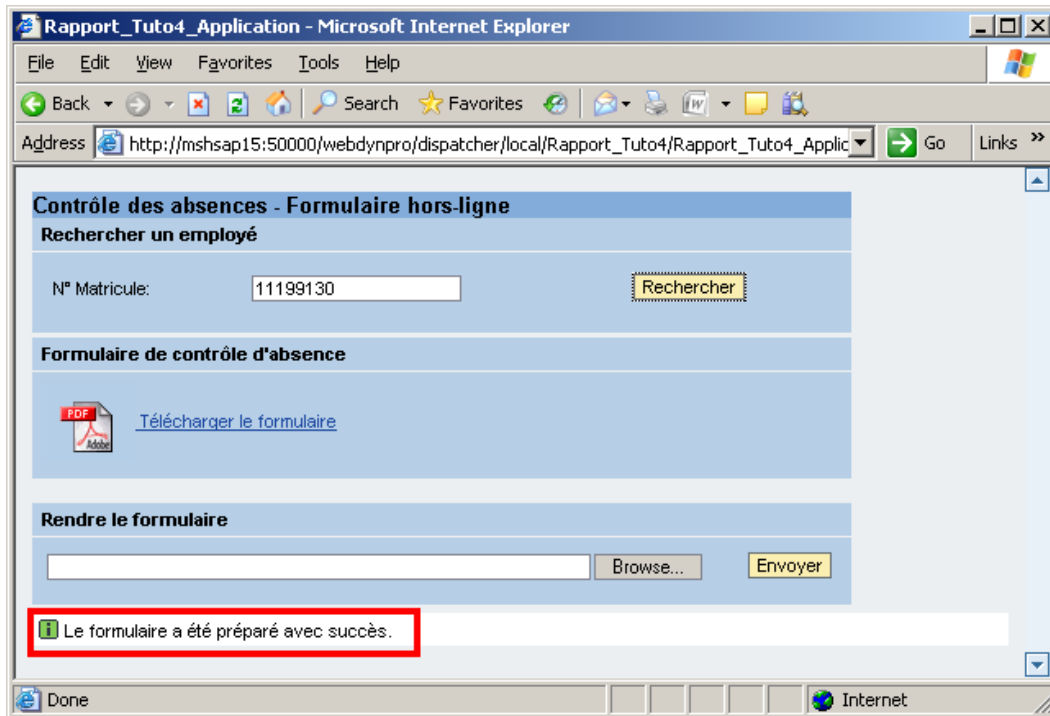 Rapport_Tuto4_Application - Microsoft Internet Explorer
File Edit View Favorites Tools Help
Back Search Favorites W
Address http://mshsap15:50000/webdynpro/dispatcher/local/Rapport_Tuto4/Rapport_Tuto4_Applic Go Links »
Contrôle des absences - Formulaire hors-ligne
Rechercher un employé
N° Matricule: 11199130 Rechercher
Formulaire de contrôle d'absence
PDF
Adobe
Télécharger le formulaire
Rendre le formulaire
Browse... Envoyer
Le formulaire a été préparé avec succès.
Done Internet